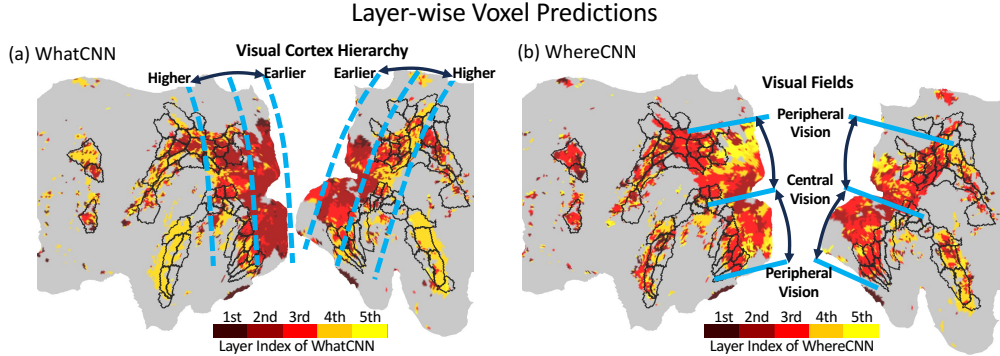 Layer-wise Voxel Predictions
(a) WhatCNN
Visual Cortex Hierarchy
Higher
Earlier
Earlier
Higher
1st 2nd 3rd 4th 5th
Layer Index of WhatCNN
(b) WhereCNN
Visual Fields
Peripheral
Vision
Central
Vision
Peripheral
Vision
1st 2nd 3rd 4th 5th
Layer Index of WhereCNN